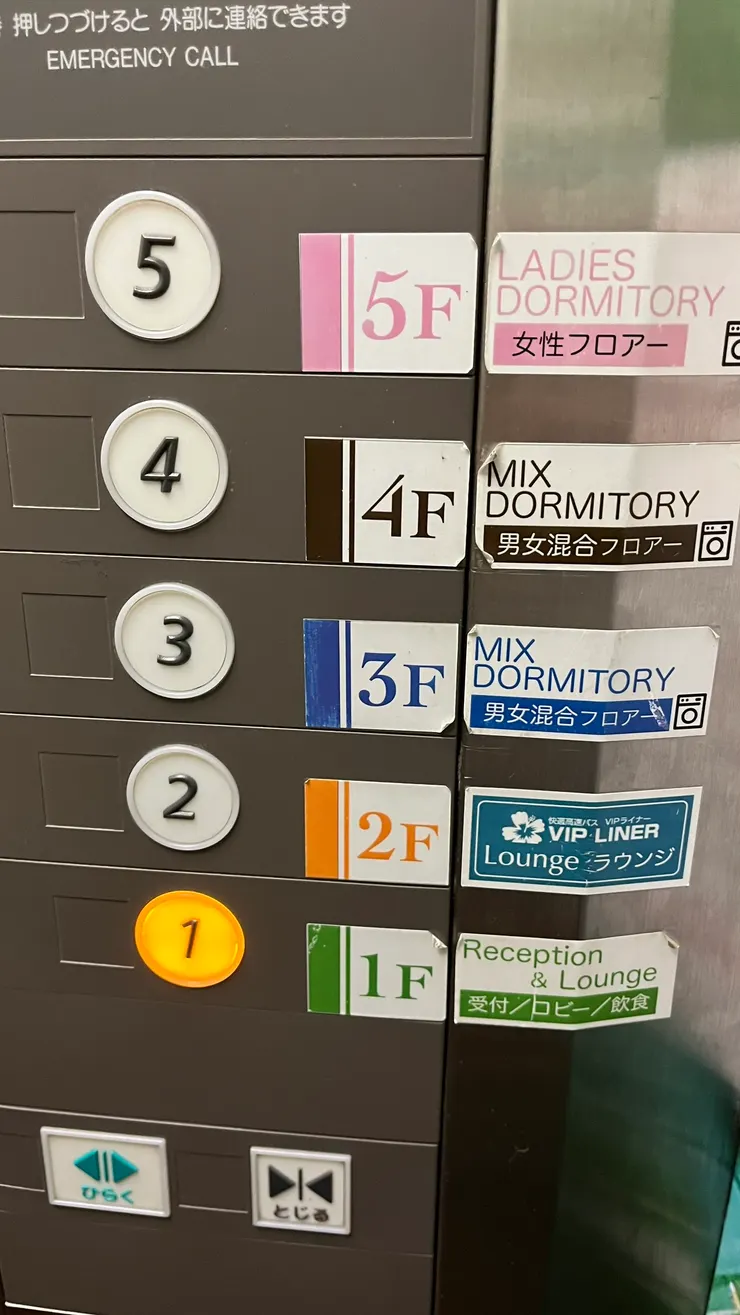 押しつづけると 外部に連絡できます
EMERGENCY CALL
5
5F
LADIES
DORMITORY
女性フロアー
4
4F
MIX
DORMITORY
男女混合フロアー
3
3F
MIX
DORMITORY
男女混合フロアー
2
2F
快適高速バス VIPライナー
VIP LINER
Lounge ラウンジ
1
1F
Reception
& Lounge
受付/ロビー/飲食
ひらく
とじる